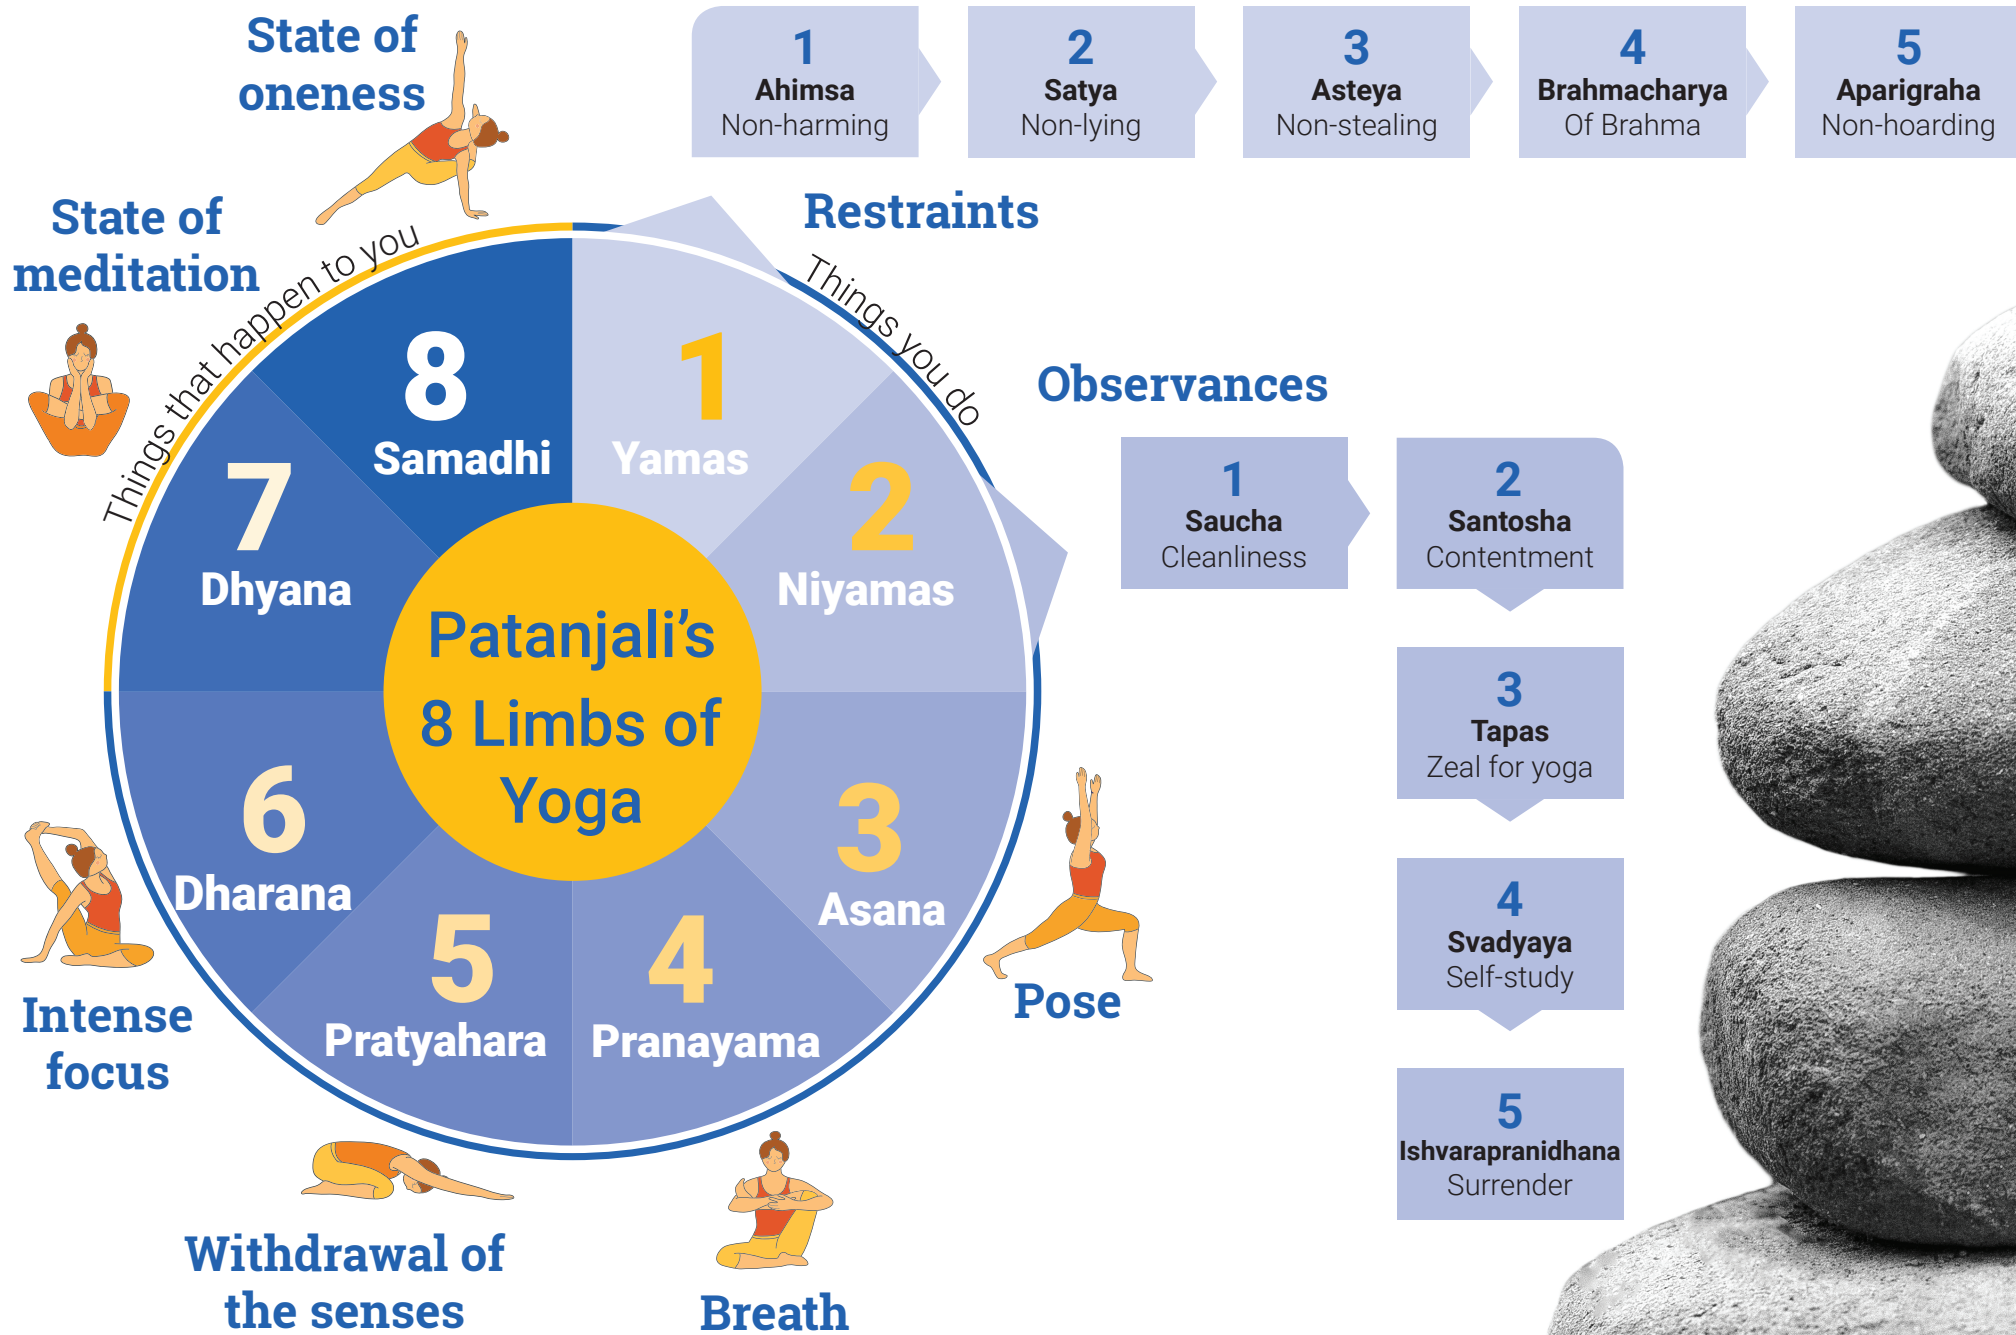 State of
oneness
1
Ahimsa
Non-harming
2
Satya
Non-lying
3
Asteya
Non-stealing
4
Brahmacharya
Of Brahma
5
Aparigraha
Non-hoarding
State of
meditation
Restraints
Things that happen to you
Things you do
Observances
1
Saucha
Cleanliness
2
Santosha
Contentment
3
Tapas
Zeal for yoga
4
Svadyaya
Self-study
5
Ishvarapranidhana
Surrender
8
Samadhi
1
Yamas
7
Dhyana
2
Niyamas
Patanjali’s
8 Limbs of
Yoga
6
Dharana
3
Asana
5
Pratyahara
4
Pranayama
Pose
Intense
focus
Withdrawal of
the senses
Breath